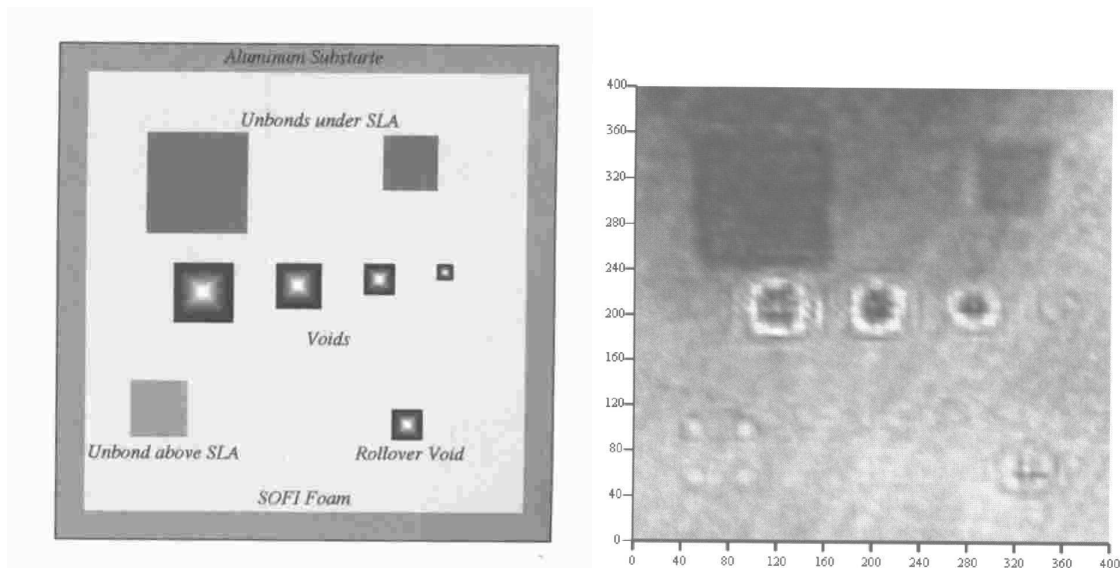 Aluminum Substarte
Unbonds under SLA
Voids
Unbond above SLA
Rollover Void
SOFI Foam
400
360
320
280
240
200
160
120
80
40
0
0 40 80 120 160 200 240 280 320 360 400